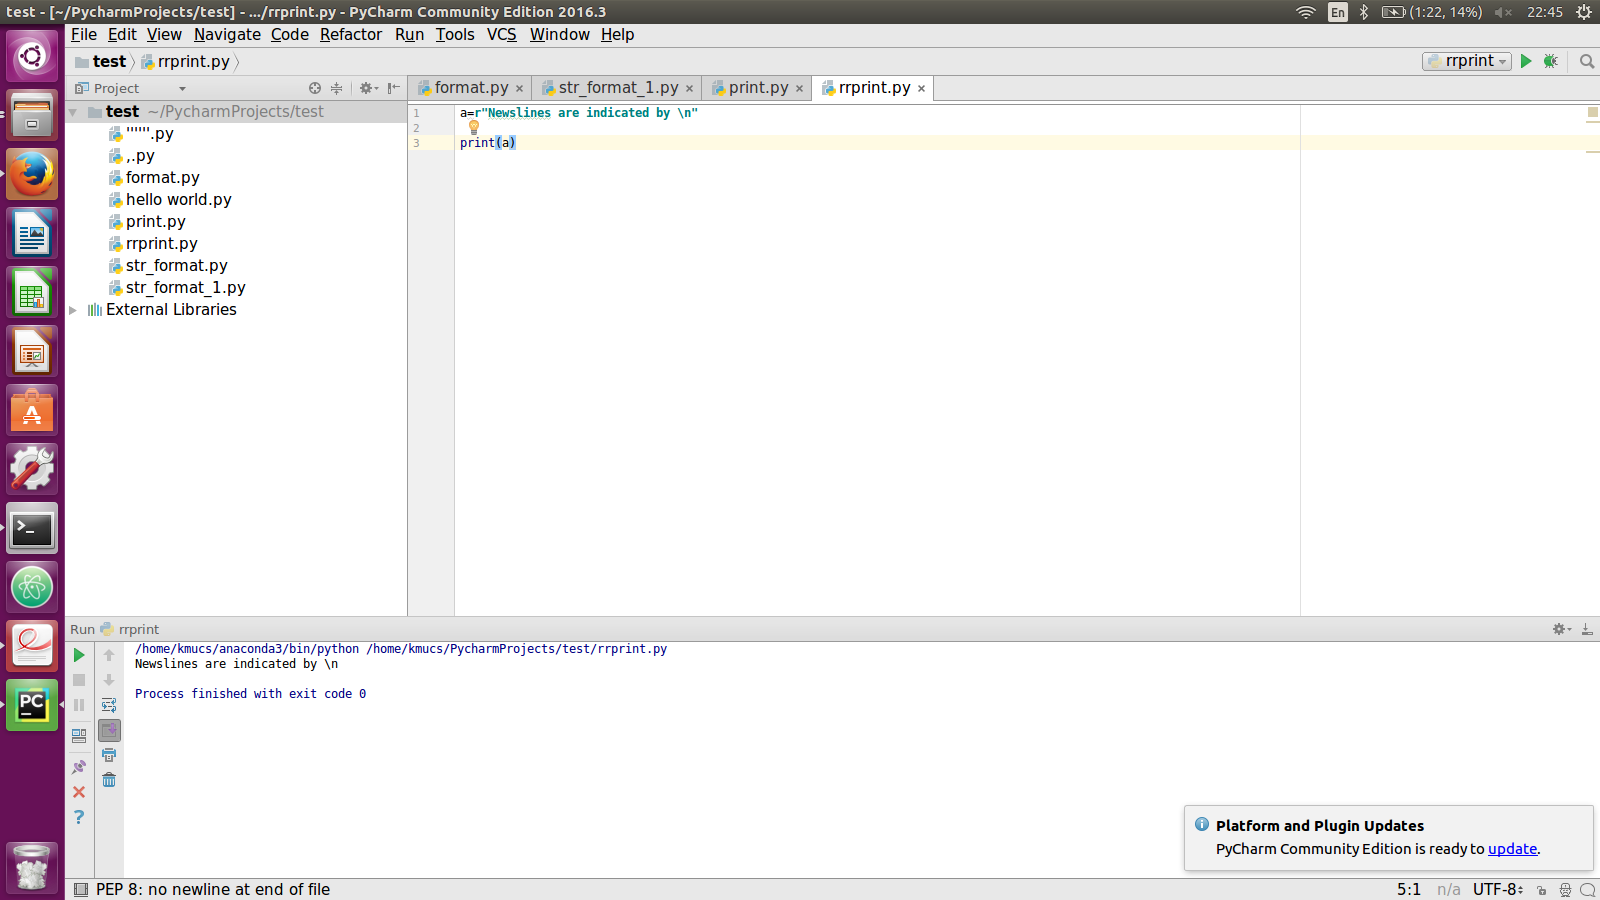 test - [~/PycharmProjects/test] - .../rrprint.py - PyCharm Community Edition 2016.3
En (1:22, 14%) 22:45
File Edit View Navigate Code Refactor Run Tools VCS Window Help
test rrprint.py rrprint
Project
format.py × str_format_1.py × print.py × rrprint.py ×
test ~/PycharmProjects/test
''''''.py
,.py
format.py
hello world.py
print.py
rrprint.py
str_format.py
str_format_1.py
External Libraries
1 a=r"Newslines are indicated by \n"
2
3 print(a)
Run rrprint
/home/kmucs/anaconda3/bin/python /home/kmucs/PycharmProjects/test/rrprint.py
Newslines are indicated by \n
Process finished with exit code 0
Platform and Plugin Updates
PyCharm Community Edition is ready to update.
PEP 8: no newline at end of file
5:1 n/a UTF-8